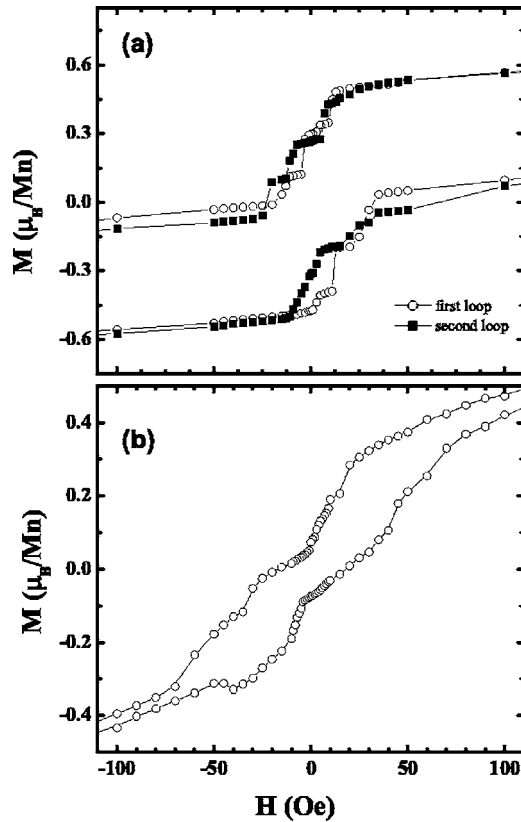 (a)
0.6
0.3
0.0
-0.3
-0.6
M (μB/Mn)
first loop
second loop
(b)
0.4
0.2
0.0
-0.2
-0.4
M (μB/Mn)
-100 -50 0 50 100
H (Oe)